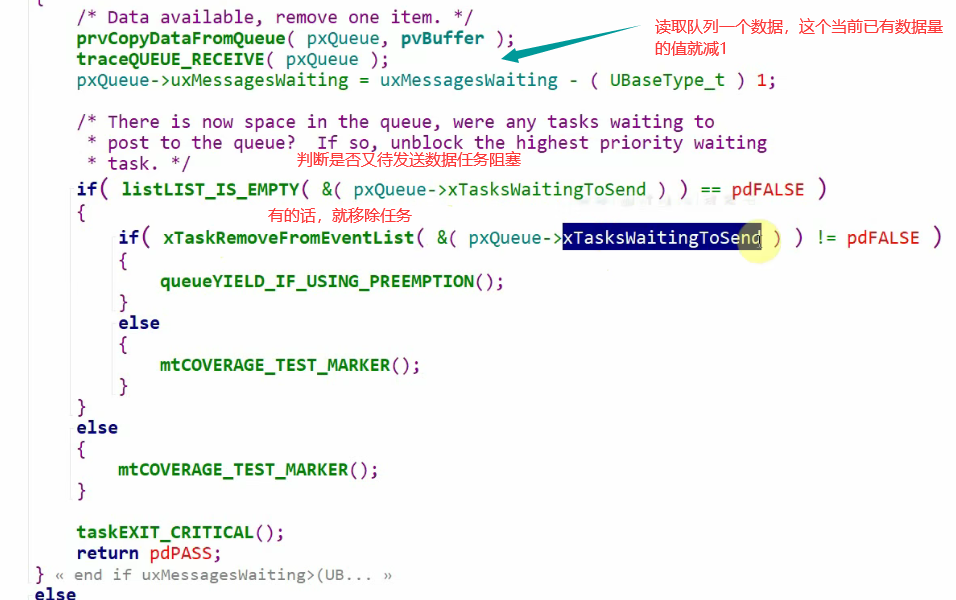 {
/* Data available, remove one item. */
prvCopyDataFromQueue( pxQueue, pvBuffer );
traceQUEUE_RECEIVE( pxQueue );
pxQueue->uxMessagesWaiting = uxMessagesWaiting - ( UBaseType_t ) 1;
读取队列一个数据，这个当前已有数据量
的值就减1
/* There is now space in the queue, were any tasks waiting to
* post to the queue? If so, unblock the highest priority waiting
* task. */
判断是否又待发送数据任务阻塞
if( listLIST_IS_EMPTY( &( pxQueue->xTasksWaitingToSend ) ) == pdFALSE )
{
有的话，就移除任务
if( xTaskRemoveFromEventList( &( pxQueue->xTasksWaitingToSend ) ) != pdFALSE )
{
queueYIELD_IF_USING_PREEMPTION();
}
else
{
mtCOVERAGE_TEST_MARKER();
}
}
else
{
mtCOVERAGE_TEST_MARKER();
}
taskEXIT_CRITICAL();
return pdPASS;
} « end if uxMessagesWaiting>(UB... »
else